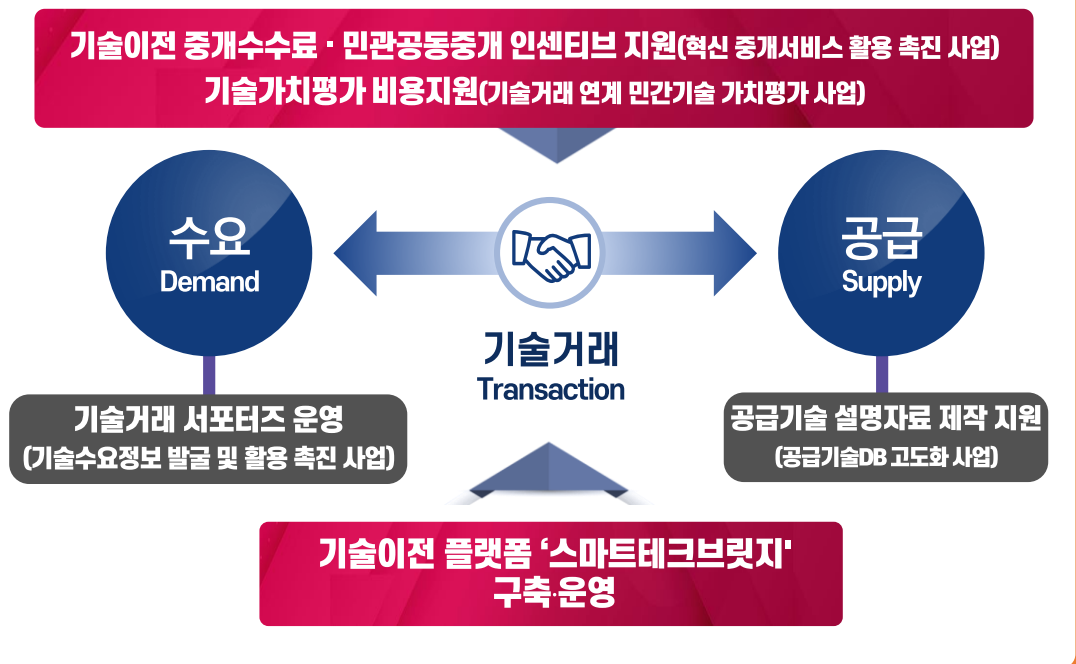 기술이전 중개수수료 · 민관공동중개 인센티브 지원(혁신 중개서비스 활용 촉진 사업)
기술가치평가 비용지원(기술거래 연계 민간기술 가치평가 사업)
수요
Demand
공급
Supply
기술거래
Transaction
기술거래 서포터즈 운영
(기술수요정보 발굴 및 활용 촉진 사업)
공급기술 설명자료 제작 지원
(공급기술DB 고도화 사업)
기술이전 플랫폼 ‘스마트테크브릿지'
구축·운영